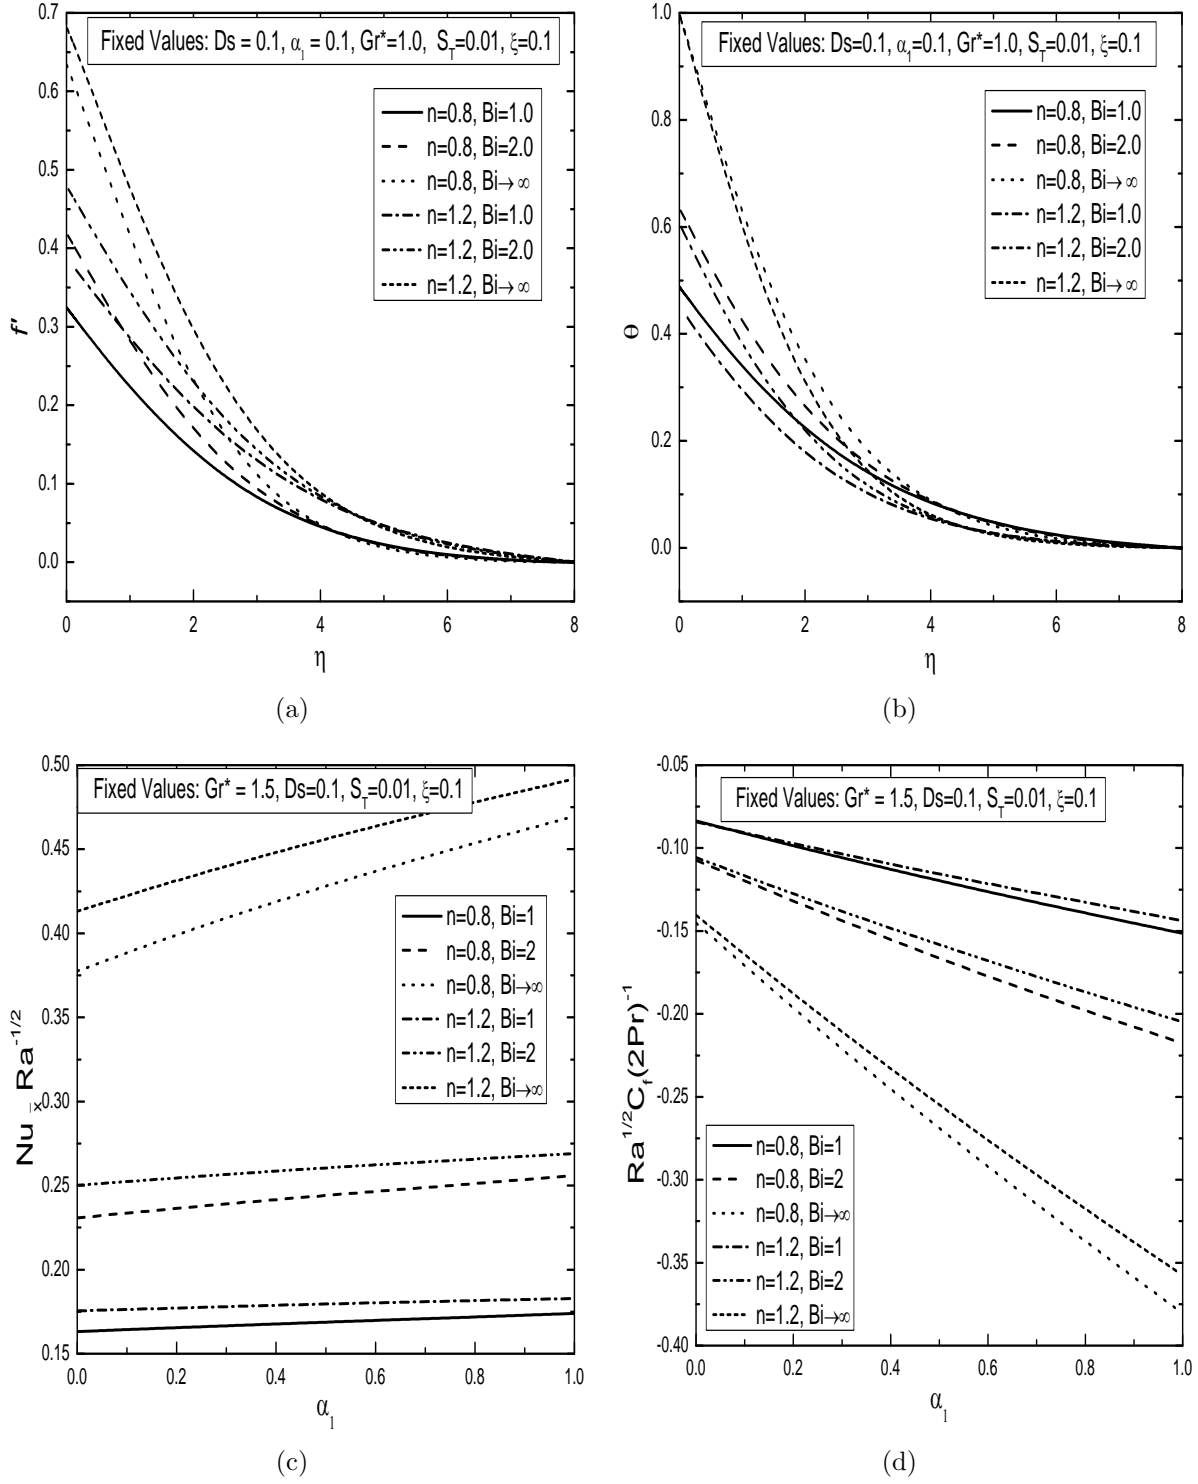 Fixed Values: Ds = 0.1, α₁ = 0.1, Gr*=1.0, S_T=0.01, ξ=0.1
n=0.8, Bi=1.0
n=0.8, Bi=2.0
n=0.8, Bi→∞
n=1.2, Bi=1.0
n=1.2, Bi=2.0
n=1.2, Bi→∞
0.7
0.6
0.5
0.4
0.3
0.2
0.1
0.0
f'
0 2 4 6 8
η
(a)
Fixed Values: Ds=0.1, α₁=0.1, Gr*=1.0, S_T=0.01, ξ=0.1
n=0.8, Bi=1.0
n=0.8, Bi=2.0
n=0.8, Bi→∞
n=1.2, Bi=1.0
n=1.2, Bi=2.0
n=1.2, Bi→∞
1.0
0.8
0.6
0.4
0.2
0.0
Θ
0 2 4 6 8
η
(b)
Fixed Values: Gr* = 1.5, Ds=0.1, S_T=0.01, ξ=0.1
n=0.8, Bi=1
n=0.8, Bi=2
n=0.8, Bi→∞
n=1.2, Bi=1
n=1.2, Bi=2
n=1.2, Bi→∞
0.50
0.45
0.40
0.35
0.30
0.25
0.20
0.15
Nu_x̄ Ra^-1/2
0.0 0.2 0.4 0.6 0.8 1.0
α₁
(c)
Fixed Values: Gr* = 1.5, Ds=0.1, S_T=0.01, ξ=0.1
n=0.8, Bi=1
n=0.8, Bi=2
n=0.8, Bi→∞
n=1.2, Bi=1
n=1.2, Bi=2
n=1.2, Bi→∞
-0.05
-0.10
-0.15
-0.20
-0.25
-0.30
-0.35
-0.40
Ra^1/2 C_f (2Pr)^-1
0.0 0.2 0.4 0.6 0.8 1.0
α₁
(d)